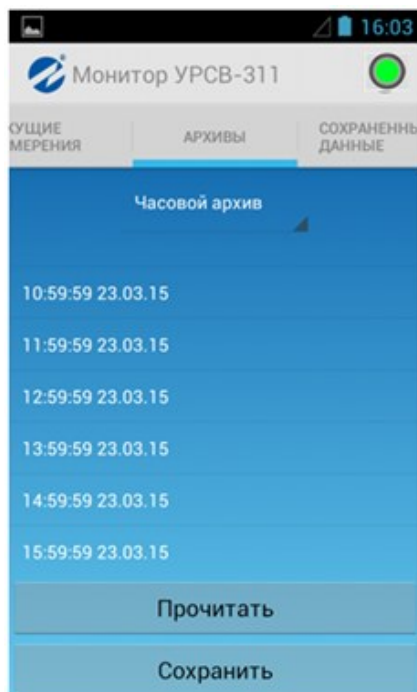 16:03
Монитор УРСВ-311
КУЩИЕ
МЕРЕНИЯ
АРХИВЫ
СОХРАНЕННЫ
ДАННЫЕ
Часовой архив
10:59:59 23.03.15
11:59:59 23.03.15
12:59:59 23.03.15
13:59:59 23.03.15
14:59:59 23.03.15
15:59:59 23.03.15
Прочитать
Сохранить